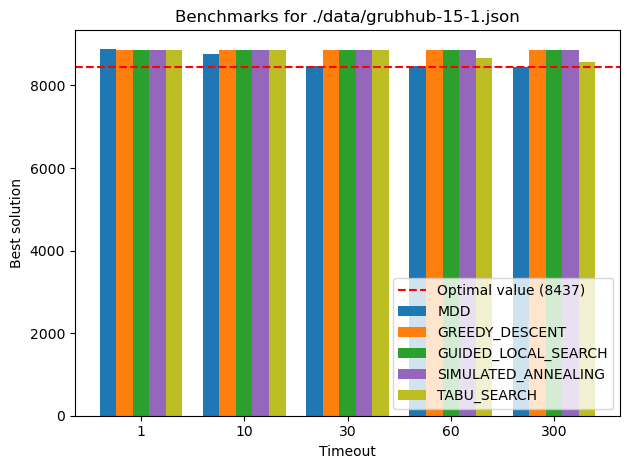 Benchmarks for ./data/grubhub-15-1.json
Best solution
8000
6000
4000
2000
0
Optimal value (8437)
MDD
GREEDY_DESCENT
GUIDED_LOCAL_SEARCH
SIMULATED_ANNEALING
TABU_SEARCH
1 10 30 60 300
Timeout